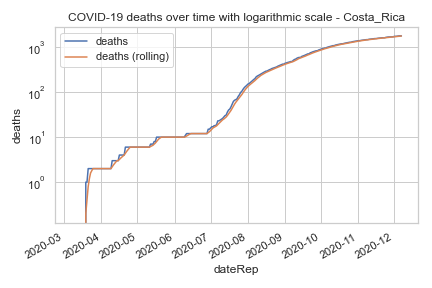 COVID-19 deaths over time with logarithmic scale - Costa_Rica
deaths
deaths (rolling)
10³
10²
10¹
10⁰
deaths
2020-03
2020-04
2020-05
2020-06
2020-07
2020-08
2020-09
2020-10
2020-11
2020-12
dateRep